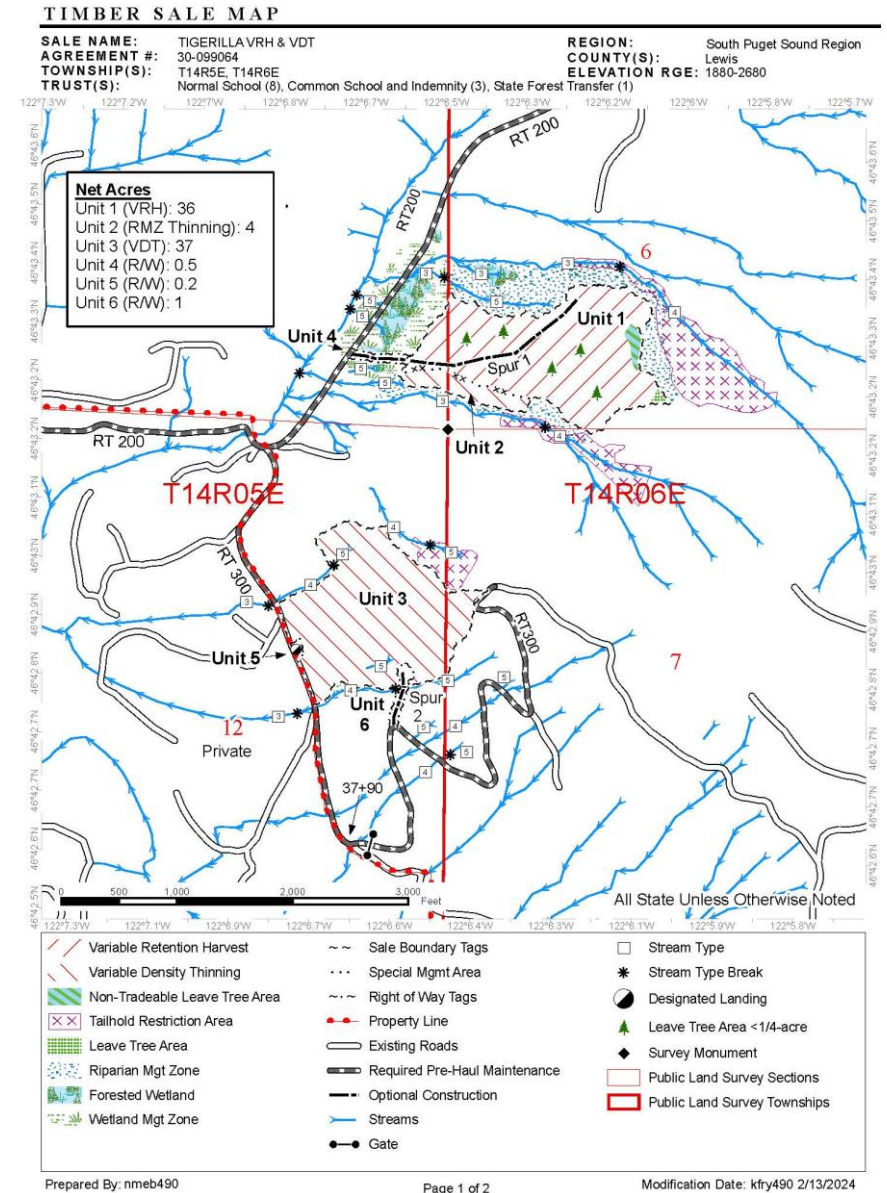 TIMBER SALE MAP
SALE NAME: TIGERILLA VRH & VDT
AGREEMENT #: 30-099064
TOWNSHIP(S): T14R5E, T14R6E
TRUST(S): Normal School (8), Common School and Indemnity (3), State Forest Transfer (1)
REGION: South Puget Sound Region
COUNTY(S): Lewis
ELEVATION RGE: 1880-2680
Net Acres
Unit 1 (VRH): 36
Unit 2 (RMZ Thinning): 4
Unit 3 (VDT): 37
Unit 4 (R/W): 0.5
Unit 5 (R/W): 0.2
Unit 6 (R/W): 1
RT 200
RT200
6
Unit 1
Unit 4
Spur 1
Unit 2
RT 200
T14R05E
T14R06E
RT 300
Unit 3
RT300
Unit 5
7
Unit 6
Spur 2
12
Private
37+90
0 500 1,000 2,000 3,000 Feet
All State Unless Otherwise Noted
Variable Retention Harvest
Variable Density Thinning
Non-Tradeable Leave Tree Area
Tailhold Restriction Area
Leave Tree Area
Riparian Mgt Zone
Forested Wetland
Wetland Mgt Zone
Sale Boundary Tags
Special Mgmt Area
Right of Way Tags
Property Line
Existing Roads
Required Pre-Haul Maintenance
Optional Construction
Streams
Gate
Stream Type
Stream Type Break
Designated Landing
Leave Tree Area <1/4-acre
Survey Monument
Public Land Survey Sections
Public Land Survey Townships
Prepared By: nmeb490
Page 1 of 2
Modification Date: kfry490 2/13/2024